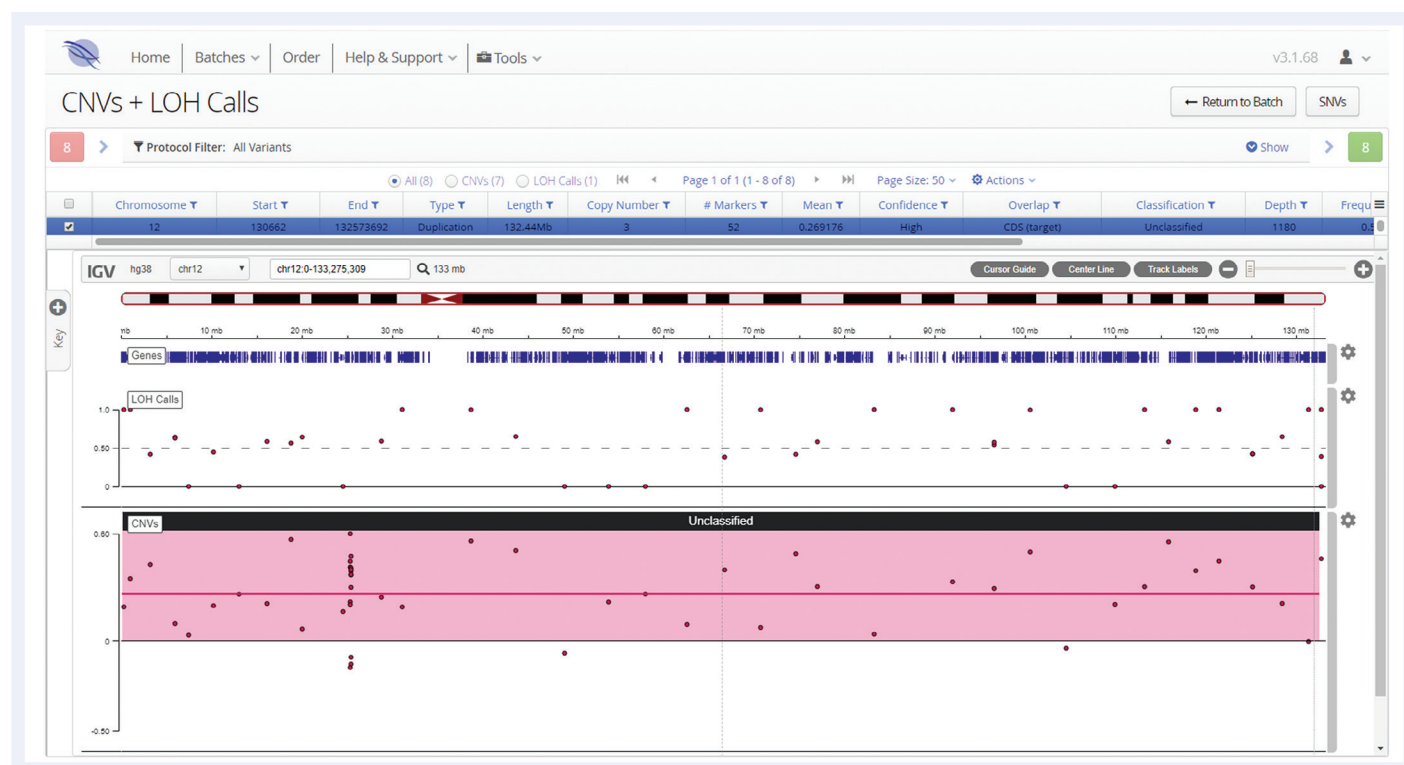 Home Batches Order Help & Support Tools v3.1.68
CNVs + LOH Calls
Return to Batch SNVs
8 Protocol Filter: All Variants Show 8
All (8) CNVs (7) LOH Calls (1) Page 1 of 1 (1 - 8 of 8) Page Size: 50 Actions
Chromosome Start End Type Length Copy Number # Markers Mean Confidence Overlap Classification Depth Frequ
12 130662 132573692 Duplication 132.44Mb 3 52 0.269176 High CDS (target) Unclassified 1180 0.5
IGV hg38 chr12 chr12:0-133,275,309 133 mb Cursor Guide Center Line Track Labels
Key
mb 10 mb 20 mb 30 mb 40 mb 50 mb 60 mb 70 mb 80 mb 90 mb 100 mb 110 mb 120 mb 130 mb
Genes
LOH Calls
1.0
0.50
0
CNVs Unclassified
0.60
0
-0.50